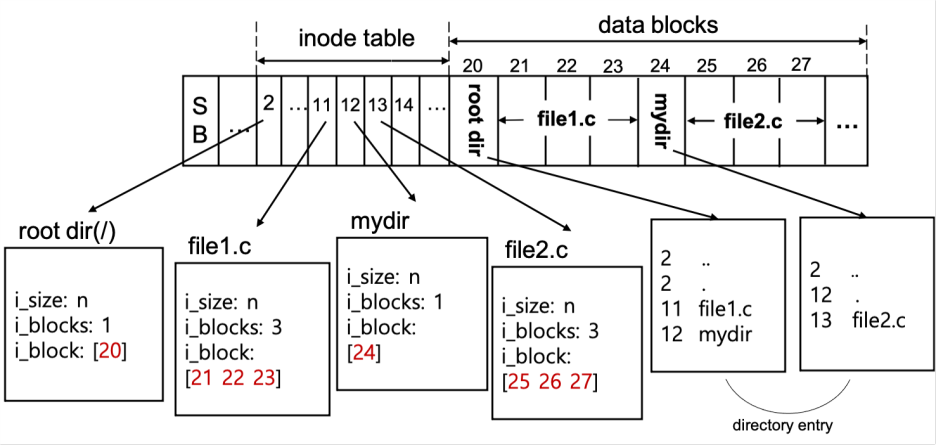 inode table
data blocks
20 21 22 23 24 25 26 27
S
B
...
2 ... 11 12 13 14 ...
root dir
file1.c
mydir
file2.c
...
root dir(/)
i_size: n
i_blocks: 1
i_block: [20]
file1.c
i_size: n
i_blocks: 3
i_block:
[21 22 23]
mydir
i_size: n
i_blocks: 1
i_block:
[24]
file2.c
i_size: n
i_blocks: 3
i_block:
[25 26 27]
2 ..
2 .
11 file1.c
12 mydir
2 ..
12 .
13 file2.c
directory entry